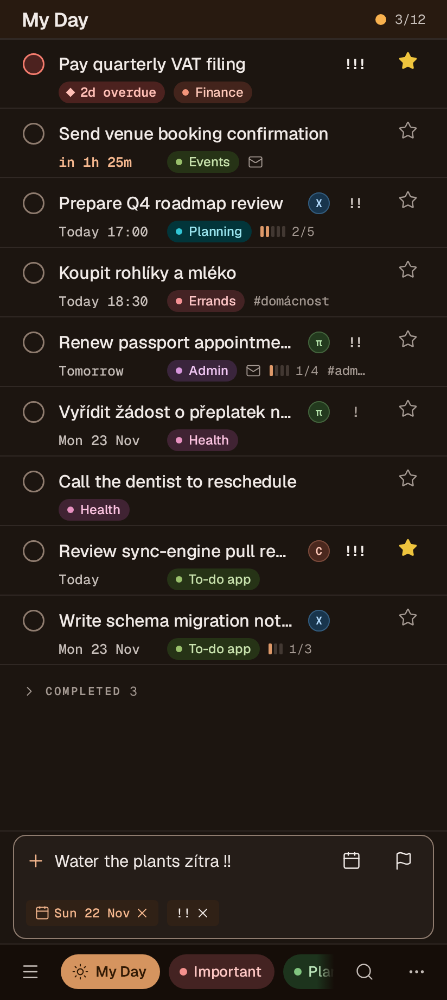 My Day 3/12
Pay quarterly VAT filing !!!
2d overdue Finance
Send venue booking confirmation
in 1h 25m Events
Prepare Q4 roadmap review X !!
Today 17:00 Planning 2/5
Koupit rohlíky a mléko
Today 18:30 Errands #domácnost
Renew passport appointme… π !!
Tomorrow Admin 1/4 #adm…
Vyřídit žádost o přeplatek n… π !
Mon 23 Nov Health
Call the dentist to reschedule
Health
Review sync-engine pull re… C !!!
Today To-do app
Write schema migration not… X
Mon 23 Nov To-do app 1/3
COMPLETED 3
Water the plants zítra !!
Sun 22 Nov !!
My Day Important Pla